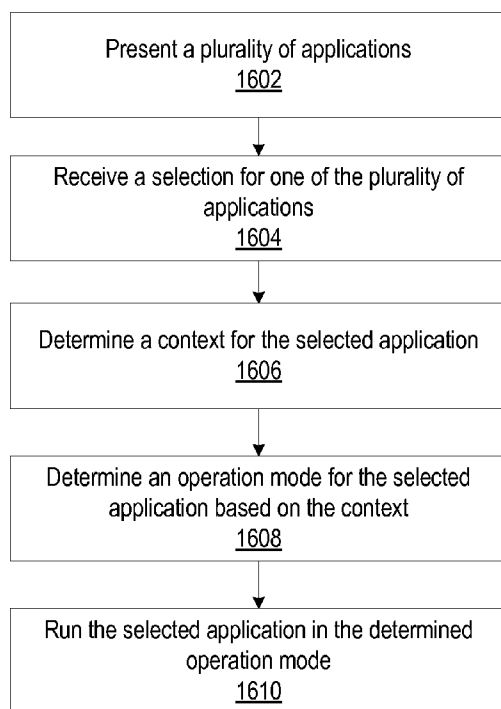 Present a plurality of applications
1602
Receive a selection for one of the plurality of
applications
1604
Determine a context for the selected application
1606
Determine an operation mode for the selected
application based on the context
1608
Run the selected application in the determined
operation mode
1610